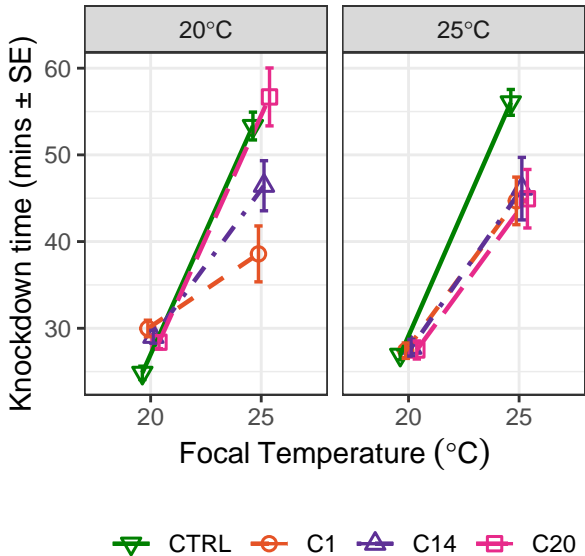 20°C 25°C
60
50
40
30
Knockdown time (mins ± SE)
20 25 20 25
Focal Temperature (°C)
CTRL C1 C14 C20